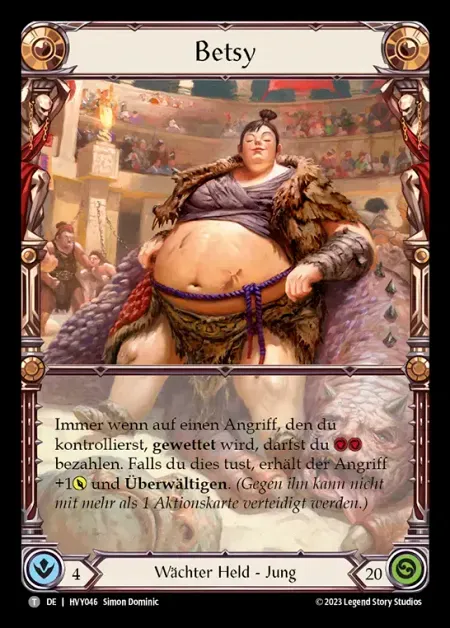 Betsy
Immer wenn auf einen Angriff, den du
kontrollierst, gewettet wird, darfst du
bezahlen. Falls du dies tust, erhält der Angriff
+1 und Überwältigen. (Gegen ihn kann nicht
mit mehr als 1 Aktionskarte verteidigt werden.)
4
Wächter Held - Jung
20
T DE | HVY046 Simon Dominic
© 2023 Legend Story Studios